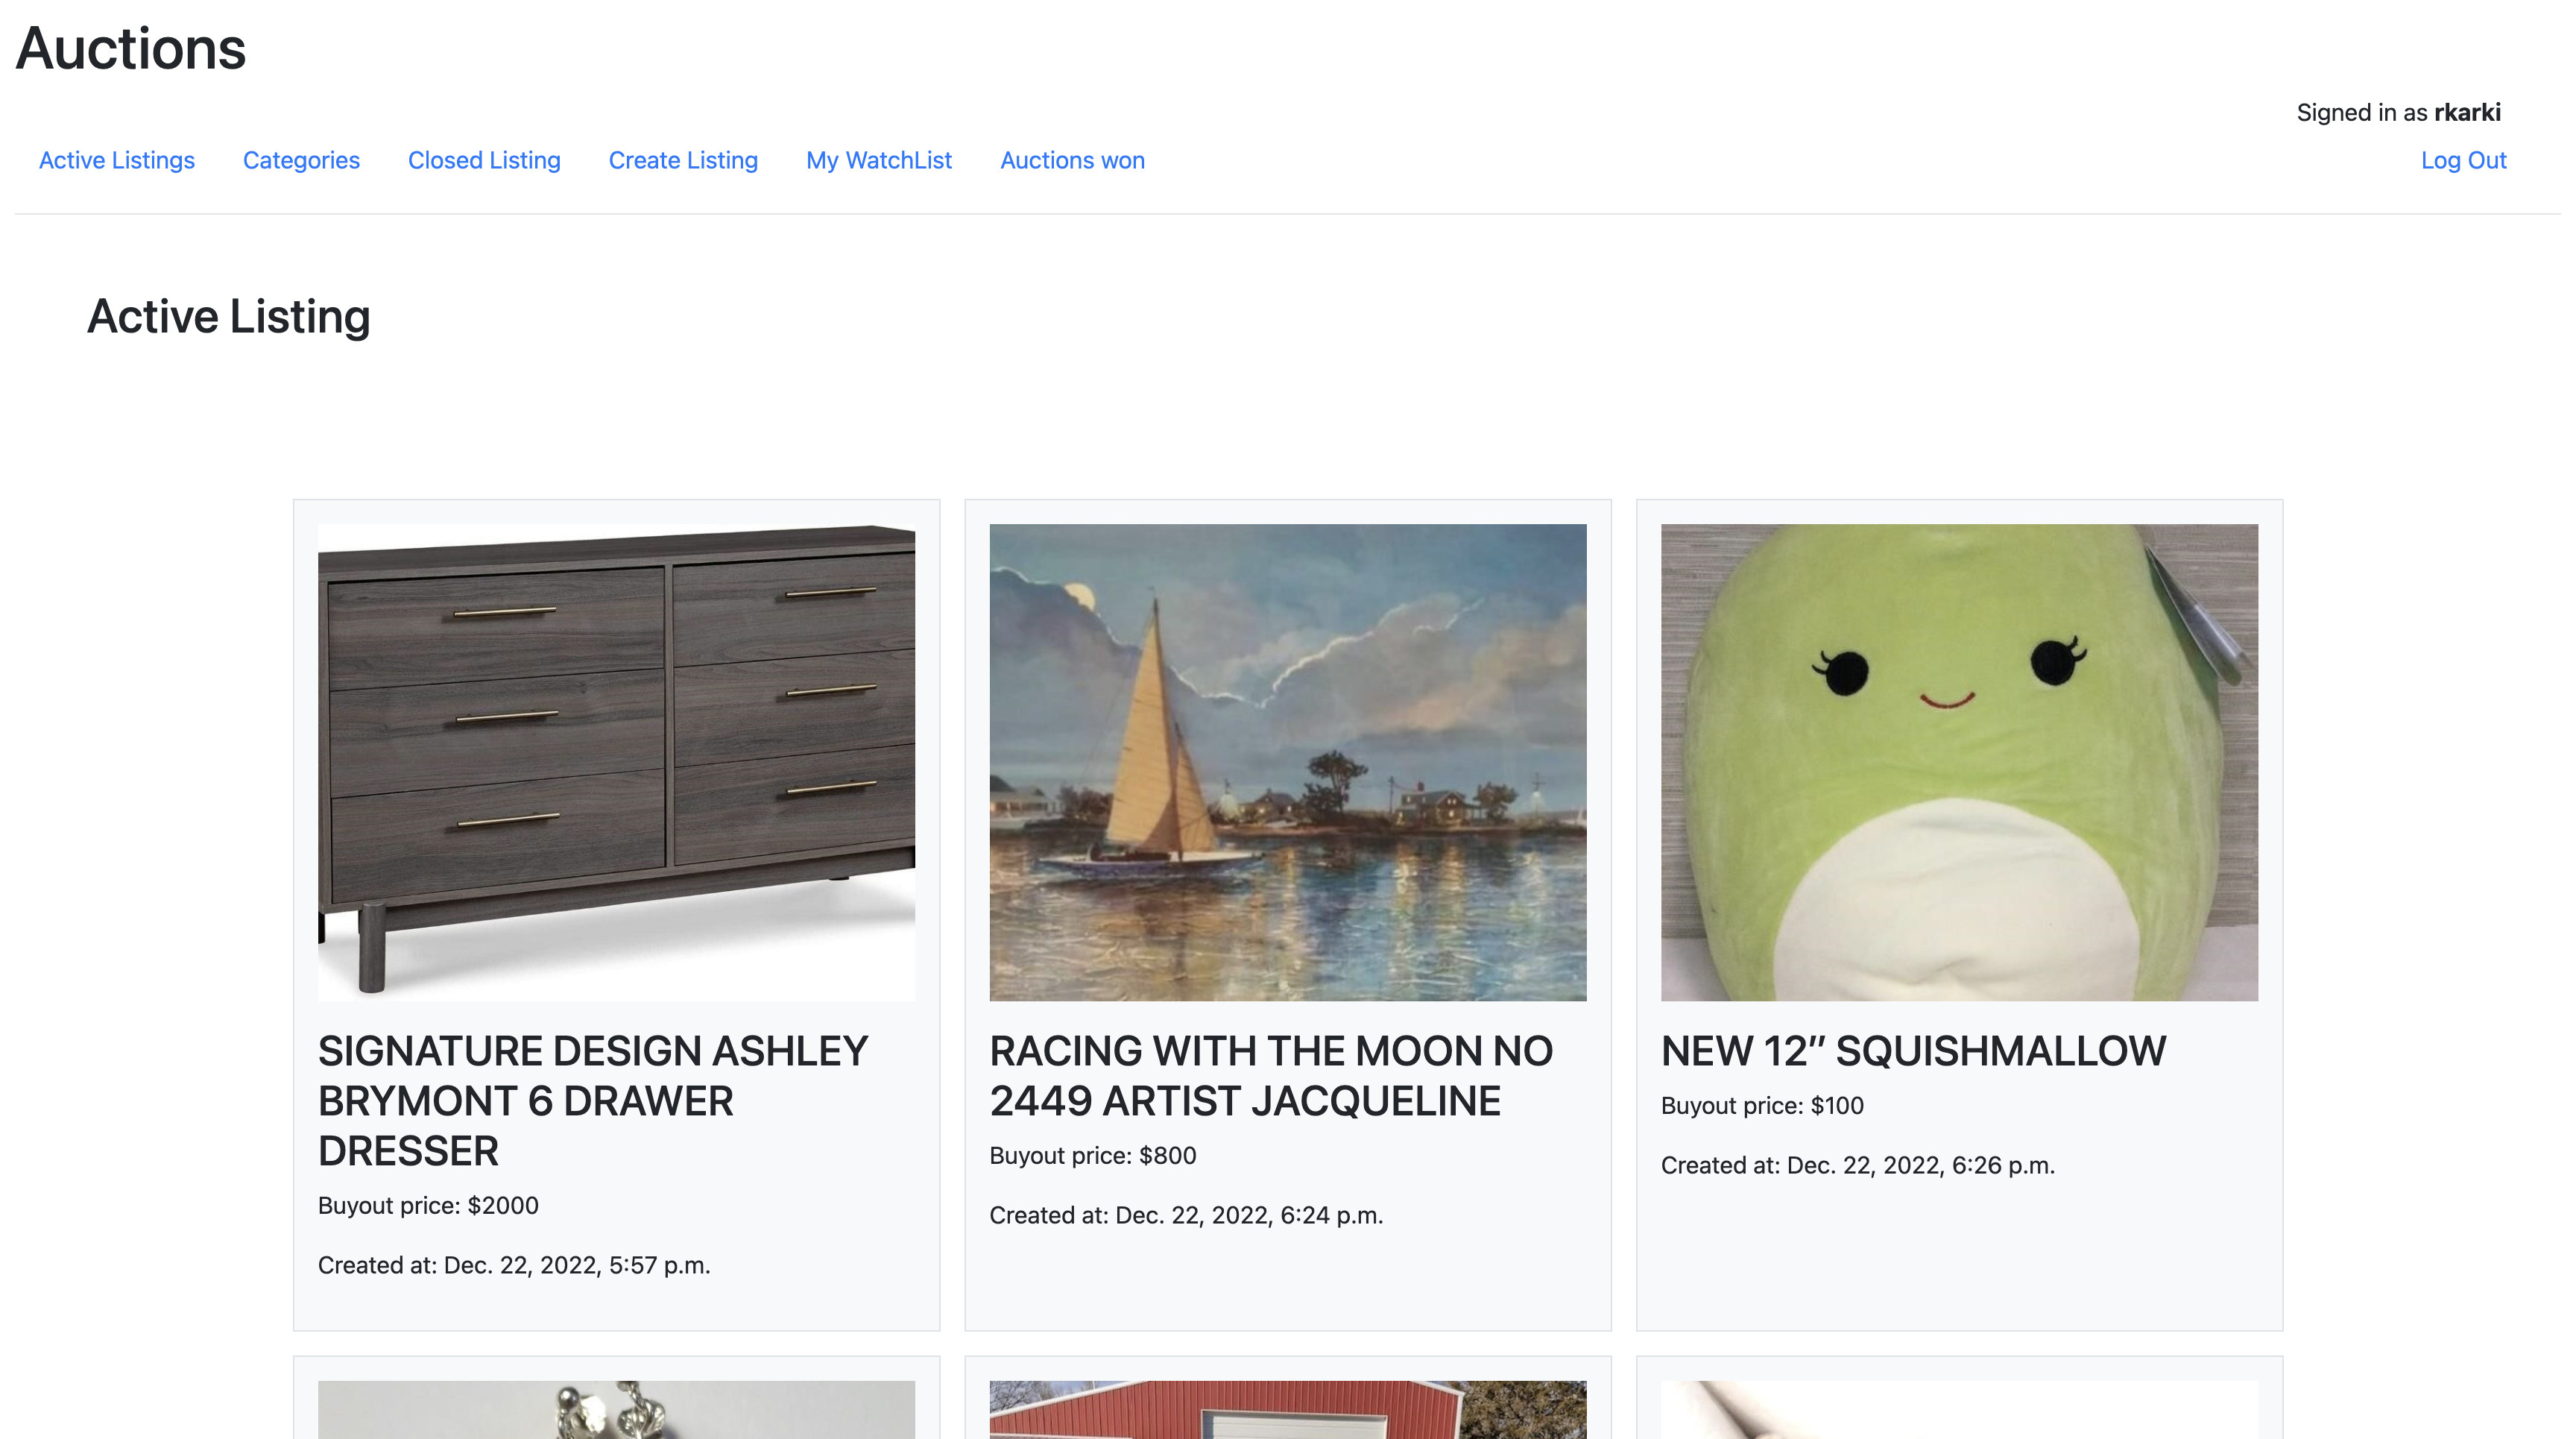 Auctions
Signed in as rkarki
Active Listings Categories Closed Listing Create Listing My WatchList Auctions won Log Out
Active Listing
SIGNATURE DESIGN ASHLEY
BRYMONT 6 DRAWER
DRESSER
Buyout price: $2000
Created at: Dec. 22, 2022, 5:57 p.m.
RACING WITH THE MOON NO
2449 ARTIST JACQUELINE
Buyout price: $800
Created at: Dec. 22, 2022, 6:24 p.m.
NEW 12” SQUISHMALLOW
Buyout price: $100
Created at: Dec. 22, 2022, 6:26 p.m.